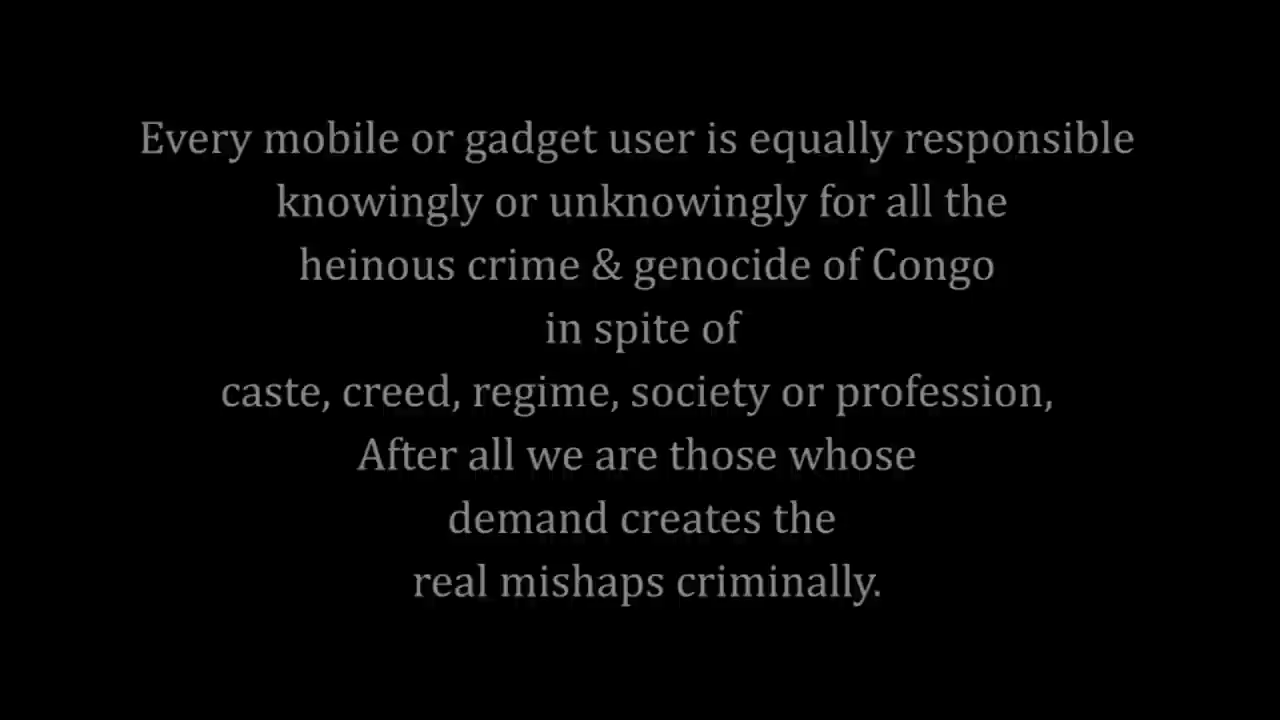 Every mobile or gadget user is equally responsible
knowingly or unknowingly for all the
heinous crime & genocide of Congo
in spite of
caste, creed, regime, society or profession,
After all we are those whose
demand creates the
real mishaps criminally.